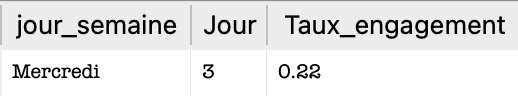 jour_semaine Jour Taux_engagement
Mercredi 3 0.22